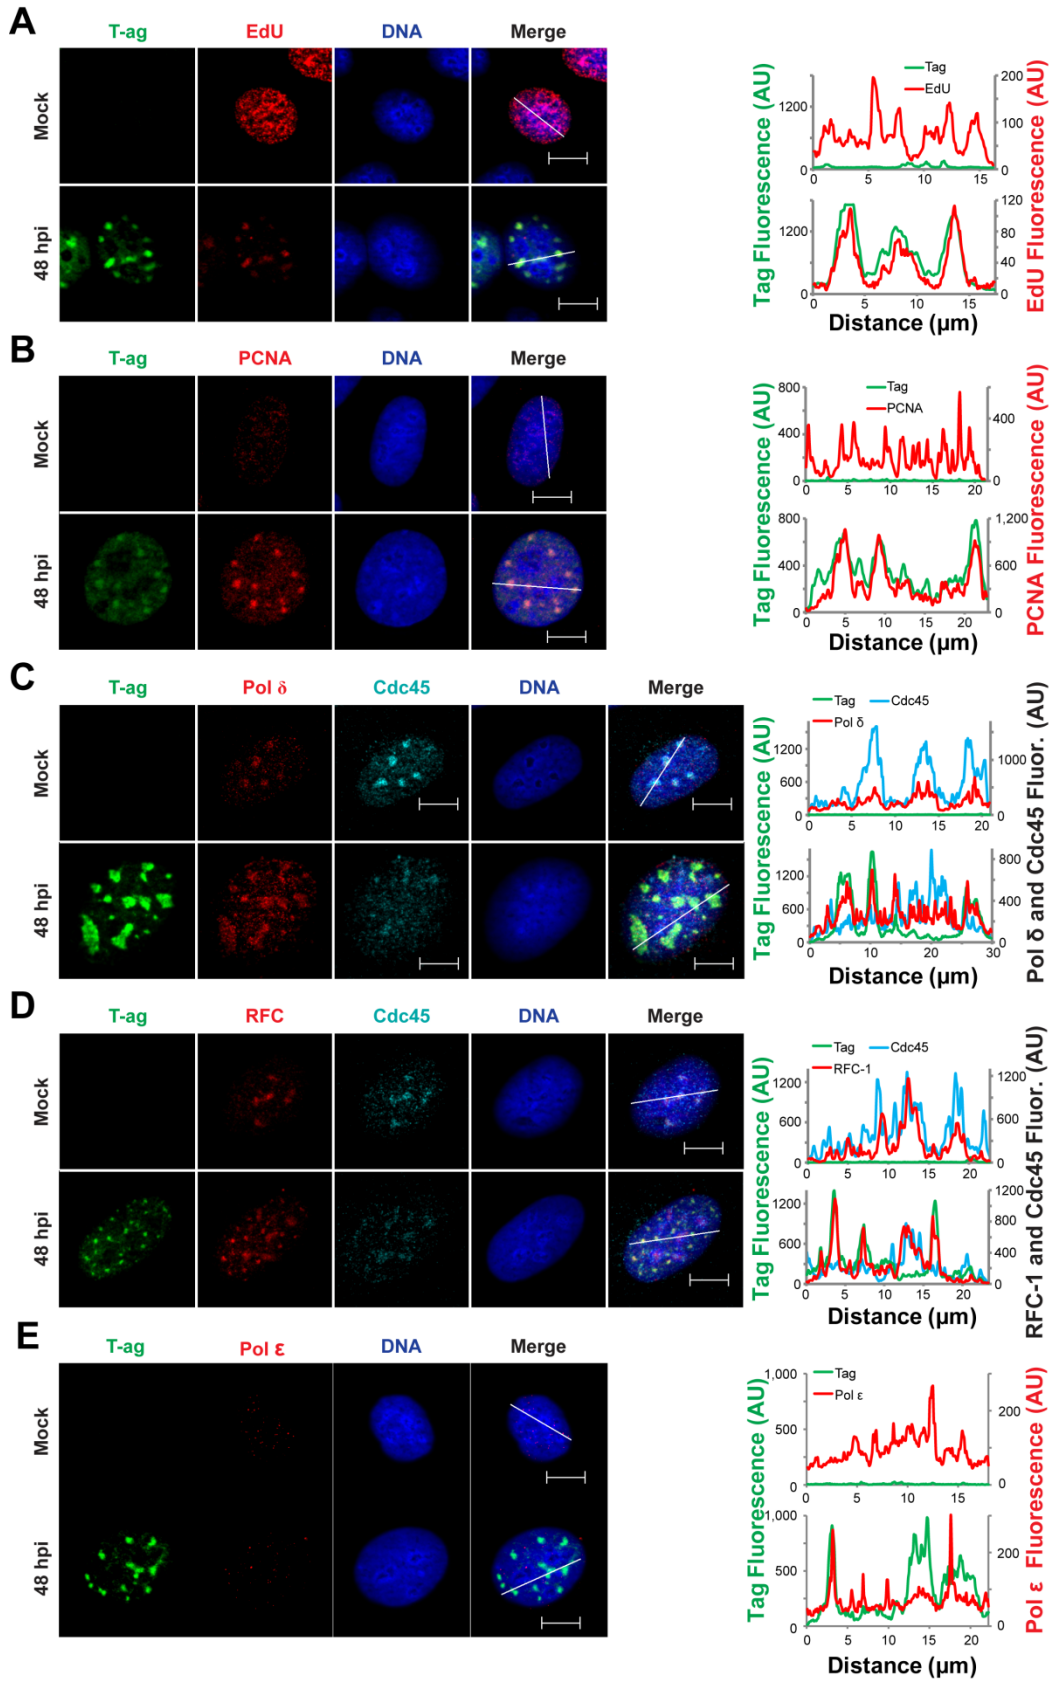 A
T-ag EdU DNA Merge
Mock
48 hpi
Tag Fluorescence (AU)
EdU Fluorescence (AU)
Tag
EdU
1200
0
200
100
0
0 5 10 15
1200
0
120
80
40
0
0 5 10 15
Distance (µm)
B
T-ag PCNA DNA Merge
Mock
48 hpi
Tag Fluorescence (AU)
PCNA Fluorescence (AU)
Tag
PCNA
800
400
0
400
0
0 5 10 15 20
800
400
0
1,200
600
0
5 10 15 20
Distance (µm)
C
T-ag Pol δ Cdc45 DNA Merge
Mock
48 hpi
Tag Fluorescence (AU)
Pol δ and Cdc45 Fluor. (AU)
Tag Cdc45
Pol δ
1200
600
0
1000
0
0 5 10 15 20
1200
600
0
800
400
0
0 10 20 30
Distance (µm)
D
T-ag RFC Cdc45 DNA Merge
Mock
48 hpi
Tag Fluorescence (AU)
RFC-1 and Cdc45 Fluor. (AU)
Tag Cdc45
RFC-1
1200
600
0
1200
600
0
0 5 10 15 20
1200
600
0
1200
800
400
0
0 5 10 15 20
Distance (µm)
E
T-ag Pol ε DNA Merge
Mock
48 hpi
Tag Fluorescence (AU)
Pol ε Fluorescence (AU)
Tag
Pol ε
1,000
500
0
200
0
0 5 10 15
1,000
500
0
200
0
0 5 10 15 20
Distance (µm)